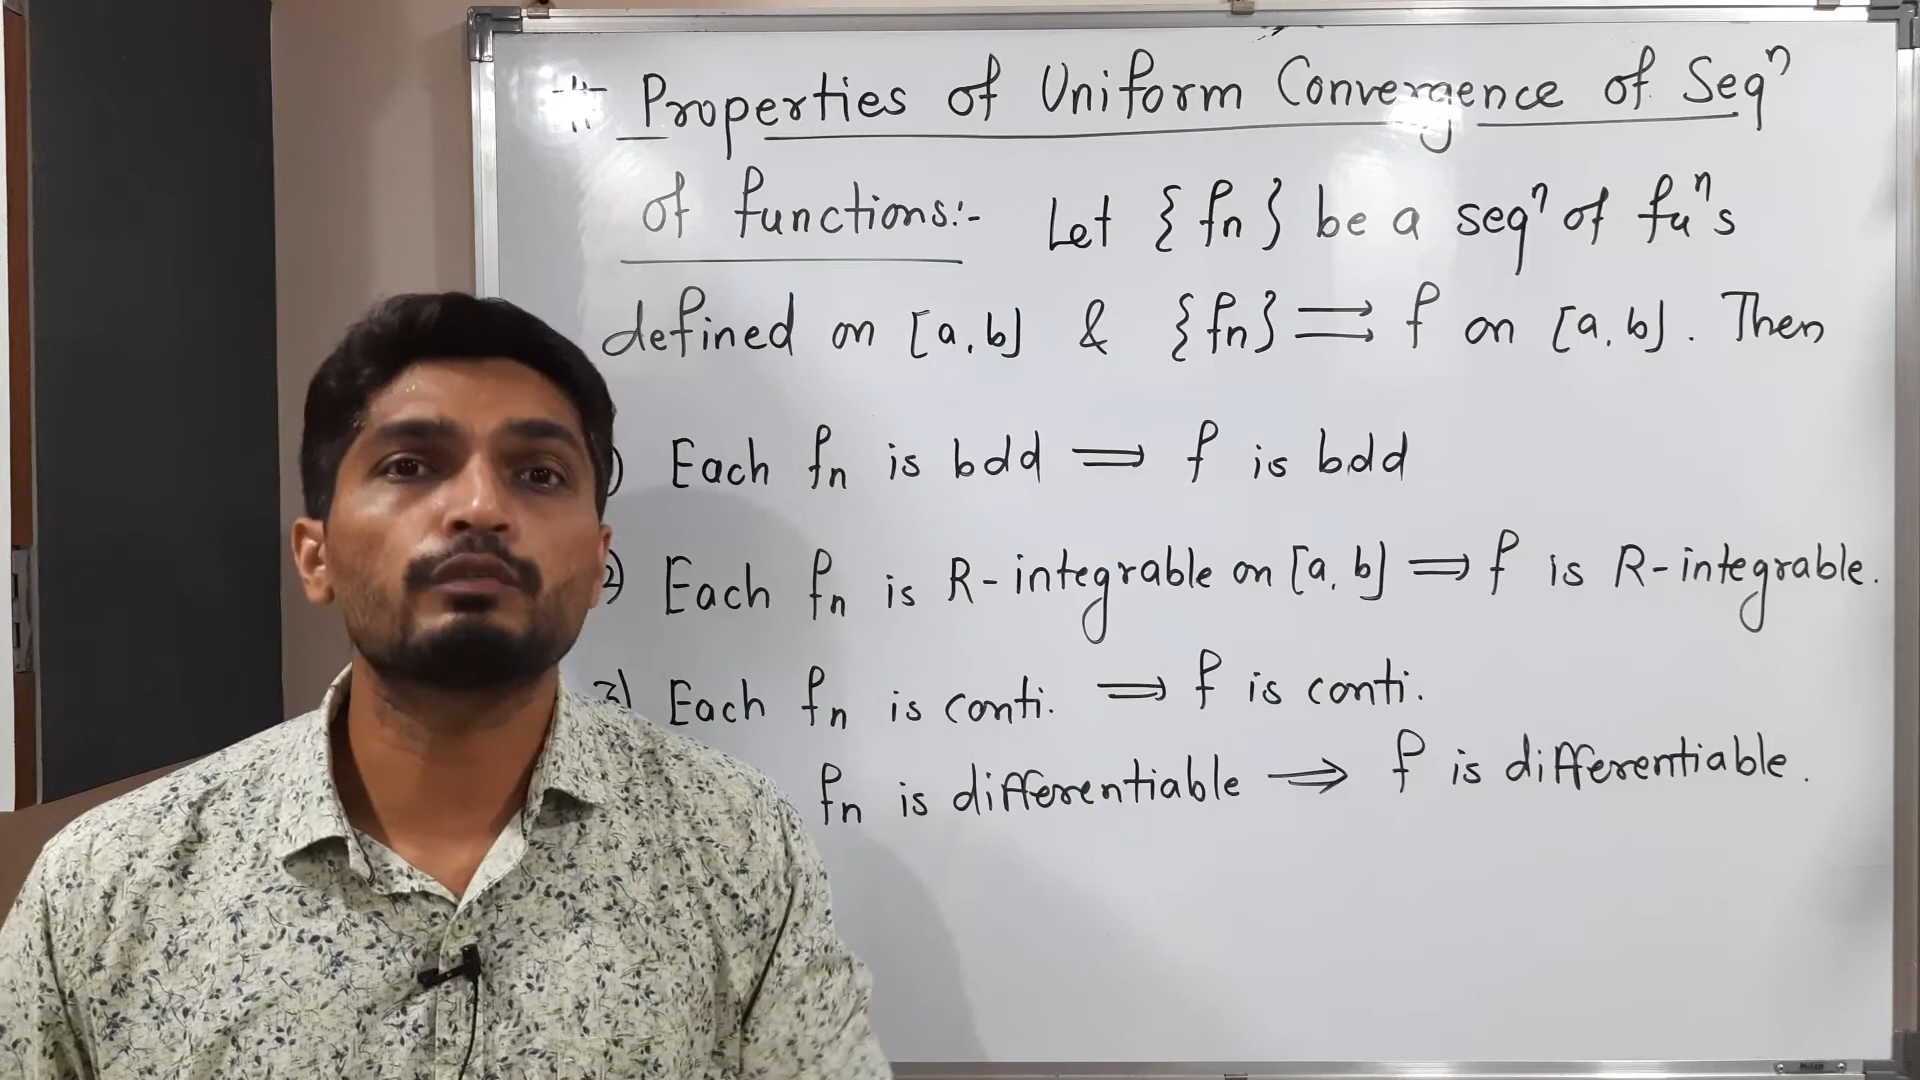 # Properties of Uniform Convergence of Seqⁿ
of functions:- Let {fn} be a seqⁿ of fuⁿs
defined on [a, b] & {fn} ⇉ f on [a, b]. Then
) Each fn is bdd ⟹ f is bdd
2) Each fn is R-integrable on [a, b] ⟹ f is R-integrable.
3) Each fn is conti. ⟹ f is conti.
fn is differentiable ⟹ f is differentiable.